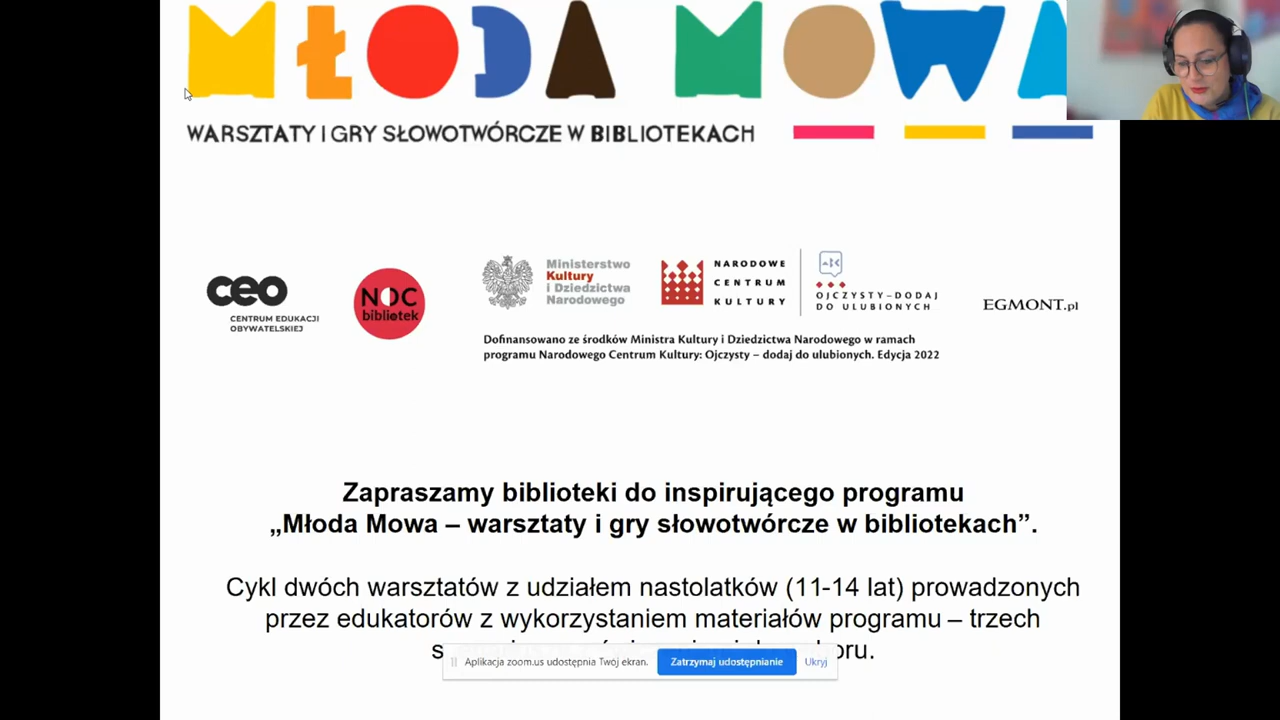 MŁODA MOWA
WARSZTATY I GRY SŁOWOTWÓRCZE W BIBLIOTEKACH
ceo
CENTRUM EDUKACJI
OBYWATELSKIEJ
NOC
bibliotek
Ministerstwo
Kultury
i Dziedzictwa
Narodowego
NARODOWE
CENTRUM
KULTURY
OJCZYSTY–DODAJ
DO ULUBIONYCH
EGMONT.pl
Dofinansowano ze środków Ministra Kultury i Dziedzictwa Narodowego w ramach
programu Narodowego Centrum Kultury: Ojczysty – dodaj do ulubionych. Edycja 2022
Zapraszamy biblioteki do inspirującego programu
„Młoda Mowa – warsztaty i gry słowotwórcze w bibliotekach”.
Cykl dwóch warsztatów z udziałem nastolatków (11-14 lat) prowadzonych
przez edukatorów z wykorzystaniem materiałów programu – trzech
Aplikacja zoom.us udostępnia Twój ekran.
Zatrzymaj udostępnianie
Ukryj